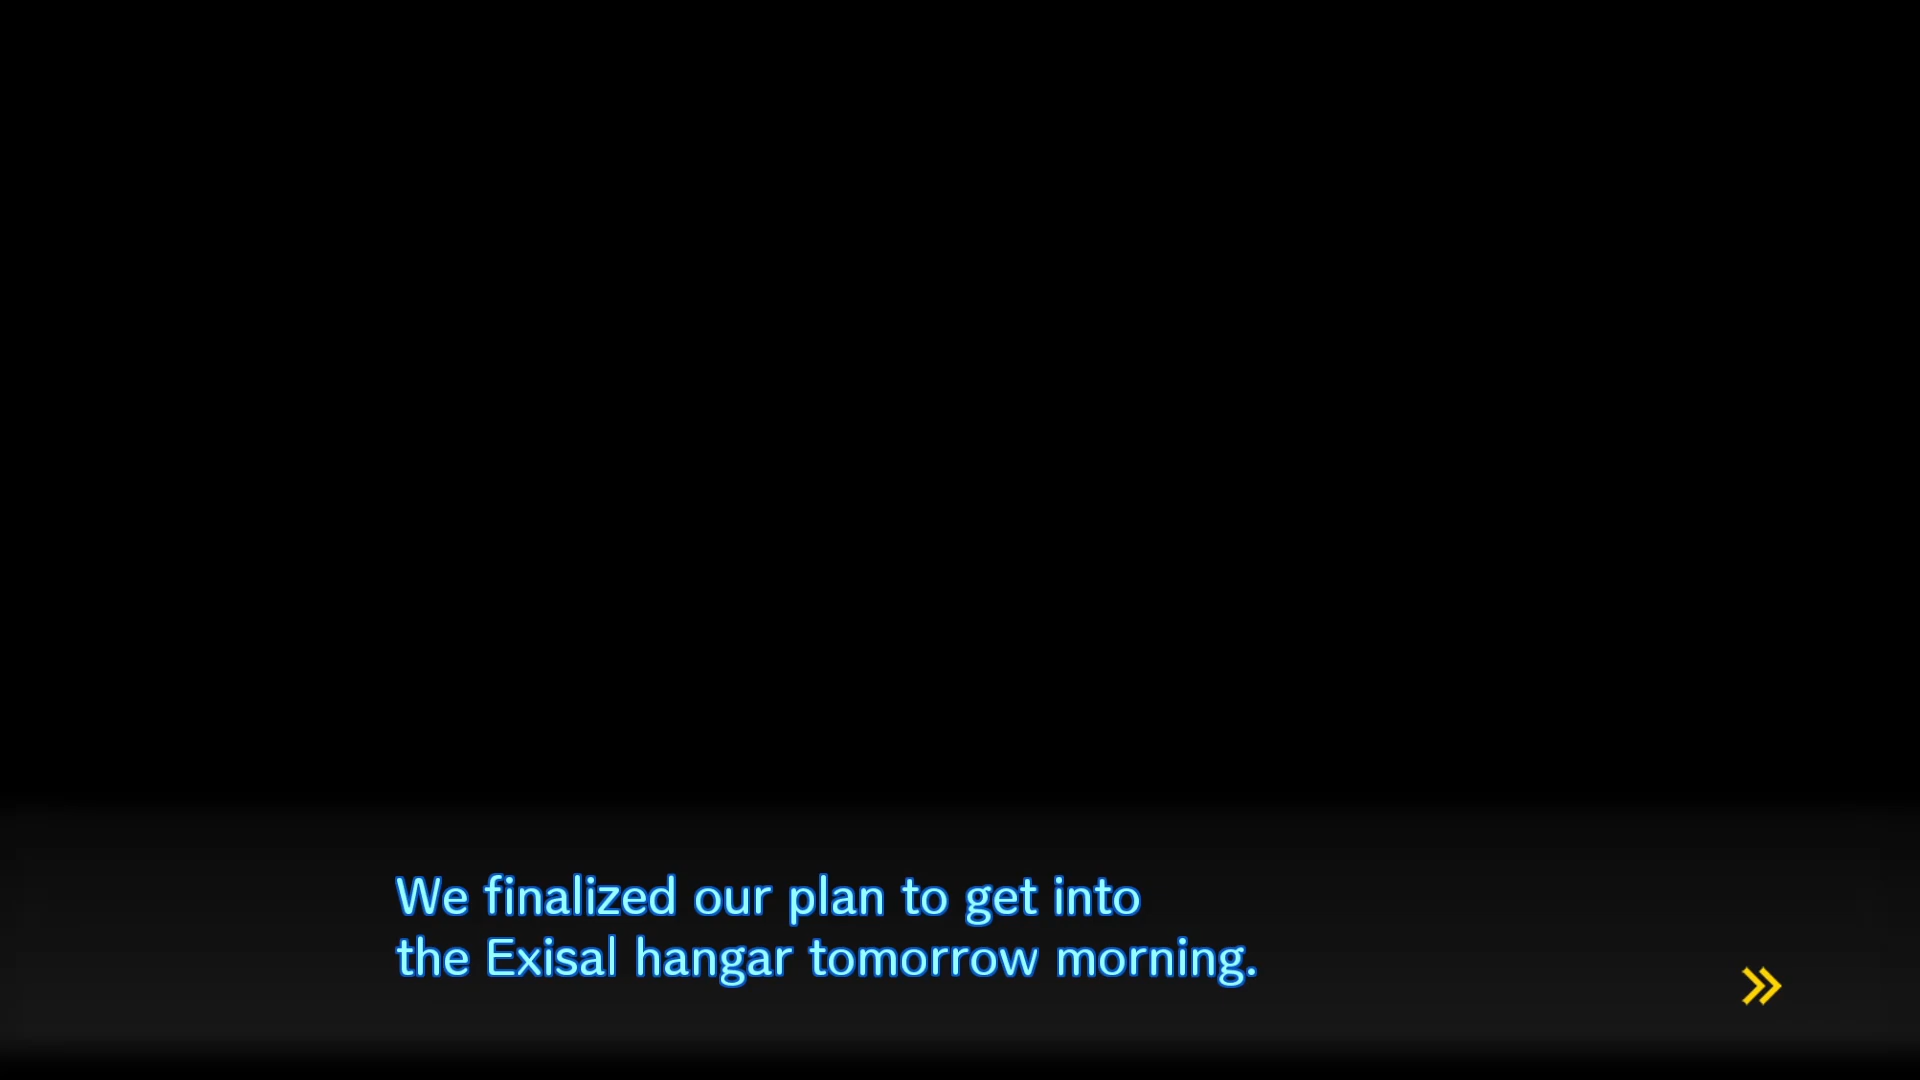 We finalized our plan to get into
the Exisal hangar tomorrow morning.